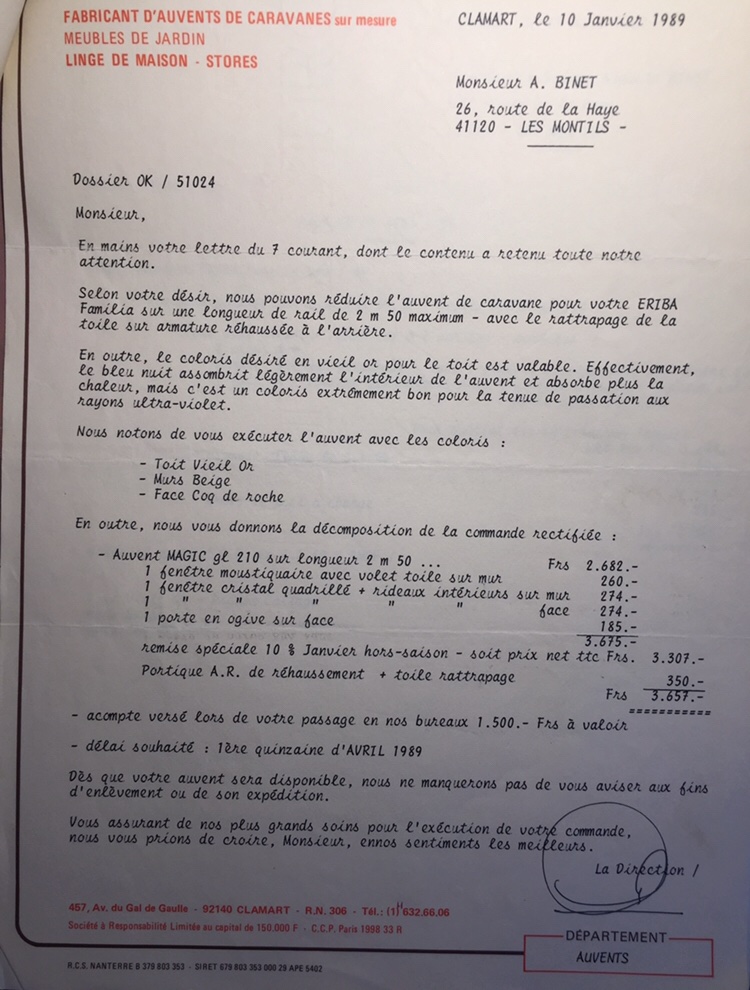 FABRICANT D'AUVENTS DE CARAVANES sur mesure
MEUBLES DE JARDIN
LINGE DE MAISON - STORES
CLAMART, le 10 Janvier 1989
Monsieur A. BINET
26, route de la Haye
41120 - LES MONTILS -
Dossier OK / 51024
Monsieur,
En mains votre lettre du 7 courant, dont le contenu a retenu toute notre
attention.
Selon votre désir, nous pouvons réduire l'auvent de caravane pour votre ERIBA
Familia sur une longueur de rail de 2 m 50 maximum - avec le rattrapage de la
toile sur armature réhaussée à l'arrière.
En outre, le coloris désiré en vieil or pour le toit est valable. Effectivement,
le bleu nuit assombrit légèrement l'intérieur de l'auvent et absorbe plus la
chaleur, mais c'est un coloris extrémement bon pour la tenue de passation aux
rayons ultra-violet.
Nous notons de vous exécuter l'auvent avec les coloris :
- Toit Vieil Or
- Murs Beige
- Face Coq de roche
En outre, nous vous donnons la décomposition de la commande rectifiée :
- Auvent MAGIC gl 210 sur longueur 2 m 50 ... Frs 2.682.-
1 fenêtre moustiquaire avec volet toile sur mur 260.-
1 fenêtre cristal quadrillé + rideaux intérieurs sur mur 274.-
1 " " " " " face 274.-
1 porte en ogive sur face 185.-
3.675.-
remise spéciale 10 % Janvier hors-saison - soit prix net ttc Frs. 3.307.-
Portique A.R. de réhaussement + toile rattrapage 350.-
Frs 3.657.-
===========
- acompte versé lors de votre passage en nos bureaux 1.500.- Frs à valoir
- délai souhaité : 1ère quinzaine d'AVRIL 1989
Dès que votre auvent sera disponible, nous ne manquerons pas de vous aviser aux fins
d'enlèvement ou de son expédition.
Vous assurant de nos plus grands soins pour l'exécution de votre commande,
nous vous prions de croire, Monsieur, ennos sentiments les meilleurs.
La Direction /
457, Av. du Gal de Gaulle - 92140 CLAMART - R.N. 306 - Tél.: (1) 632.66.06
Société à Responsabilité Limitée au capital de 150.000 F - C.C.P. Paris 1998 33 R
DÉPARTEMENT
AUVENTS
R.C.S. NANTERRE B 379 803 353 - SIRET 679 803 353 000 29 APE 5402